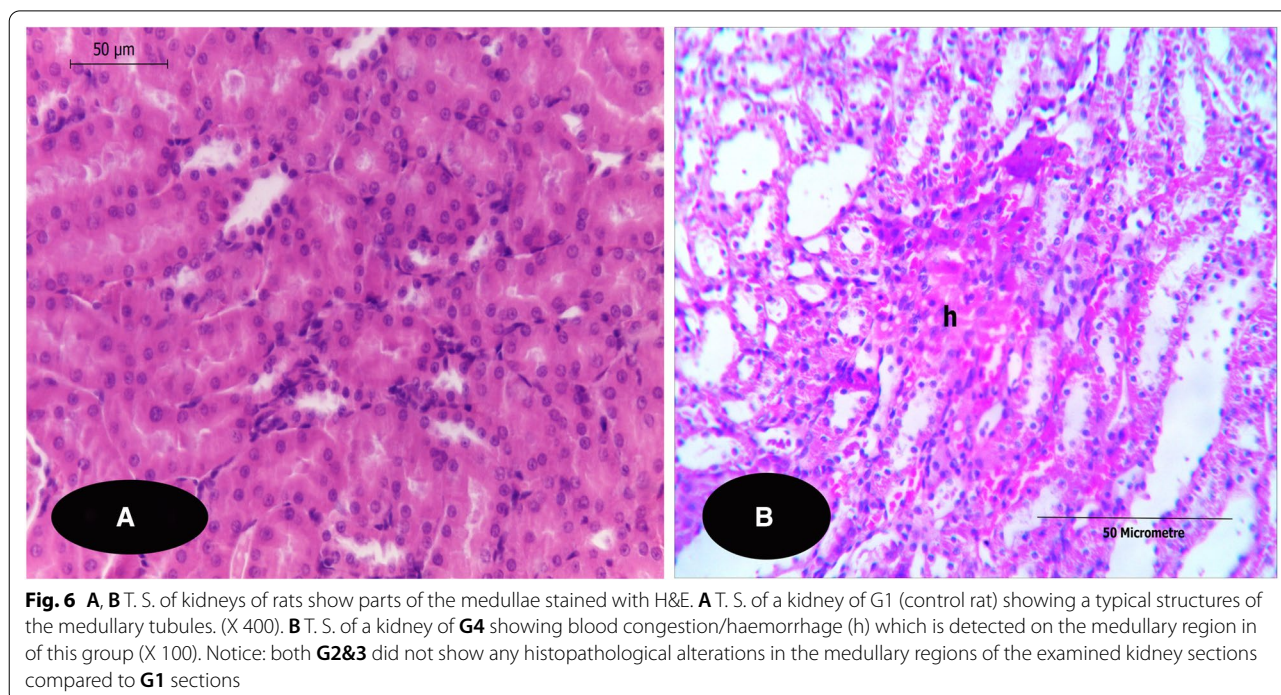 50 µm
A
h
B
50 Micrometre
Fig. 6 A, B T. S. of kidneys of rats show parts of the medullae stained with H&E. A T. S. of a kidney of G1 (control rat) showing a typical structures of
the medullary tubules. (X 400). B T. S. of a kidney of G4 showing blood congestion/haemorrhage (h) which is detected on the medullary region in
of this group (X 100). Notice: both G2&3 did not show any histopathological alterations in the medullary regions of the examined kidney sections
compared to G1 sections